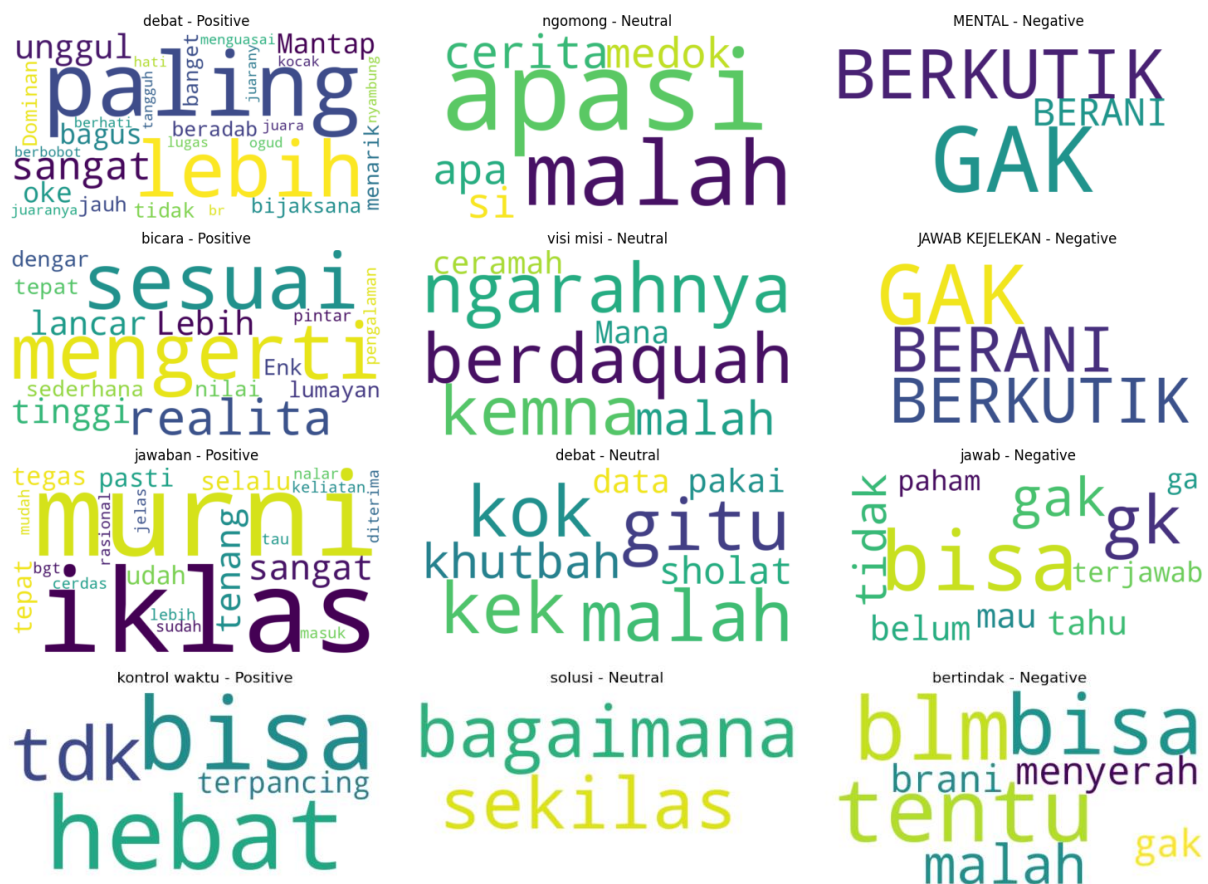 debat - Positive
unggul
paling
hati
menguasai
banget
Mantap
kocak
juarany
Dominan
tangguh
nyambung
berhati
bagus
beradab
juara
lugas
ogud
berbobot
sangat
lebih
menarik
oke
juaranya
jauh
tidak
br
bijaksana
ngomong - Neutral
cerita
medok
apasi
apa
malah
si
MENTAL - Negative
BERKUTIK
BERANI
GAK
bicara - Positive
dengar
tepat
sesuai
lancar
Lebih
pintar
pengalaman
mengerti
Enk
sederhana
nilai
lumayan
tinggi
realita
visi misi - Neutral
ceramah
ngarahnya
Mana
berdaquah
kemna
malah
JAWAB KEJELEKAN - Negative
GAK
BERANI
BERKUTIK
jawaban - Positive
tegas
pasti
selalu
nalar
keliatan
diterima
mudah
murni
rasional
jelas
tenang
tau
tepat
bgt
cerdas
udah
sangat
iklas
lebih
sudah
masuk
debat - Neutral
data
pakai
kok
gitu
khutbah
sholat
kek
malah
jawab - Negative
tidak
paham
gak
ga
gk
bisa
terjawab
belum
mau
tahu
kontrol waktu - Positive
tdk
bisa
terpancing
hebat
solusi - Neutral
bagaimana
sekilas
bertindak - Negative
blm
bisa
brani
menyerah
tentu
malah
gak